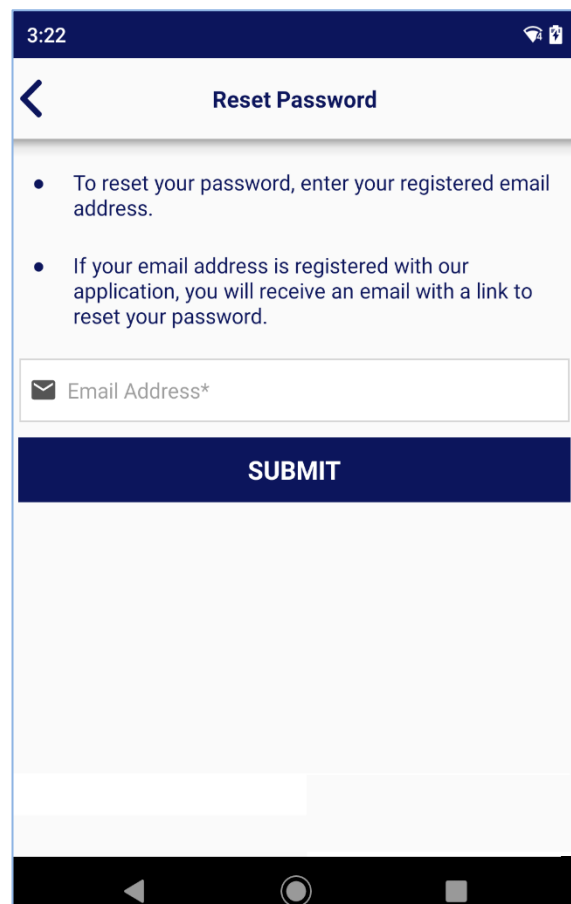 3:22
Reset Password
To reset your password, enter your registered email
address.
If your email address is registered with our
application, you will receive an email with a link to
reset your password.
Email Address*
SUBMIT